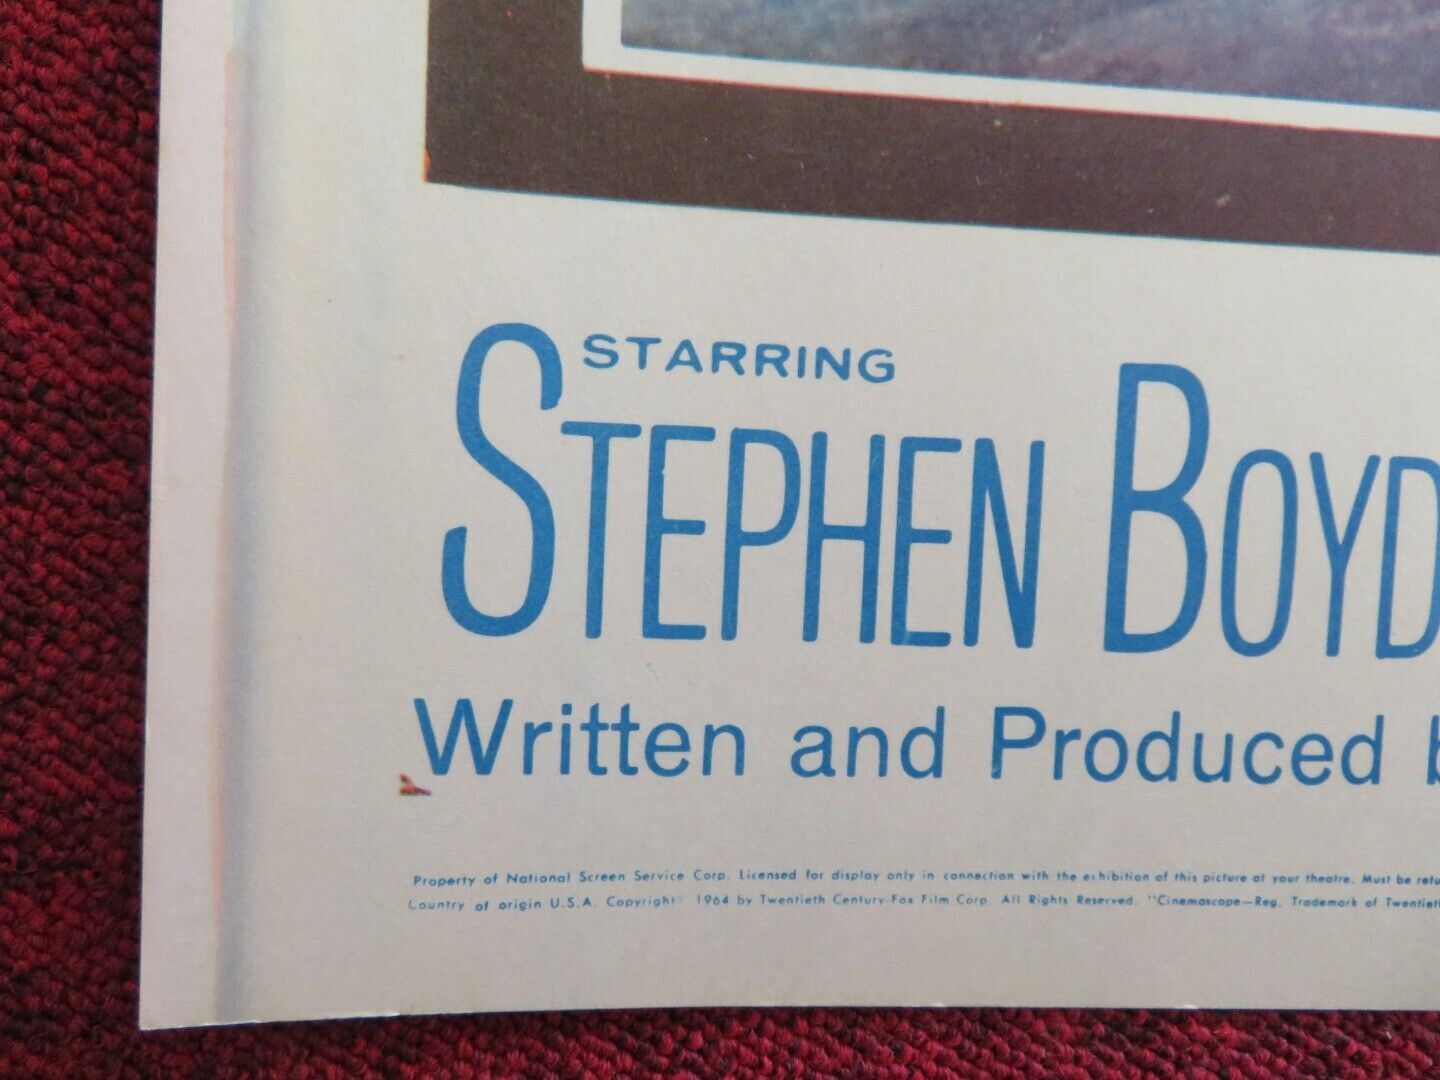 STARRING
STEPHEN BOYD
Written and Produced b
Property of National Screen Service Corp. Licensed for display only in connection with the exhibition of this picture at your theatre. Must be retu
Country of origin U.S.A. Copyright 1964 by Twentieth Century-Fox Film Corp. All Rights Reserved. "Cinemascope—Reg. Trademark of Twentieth